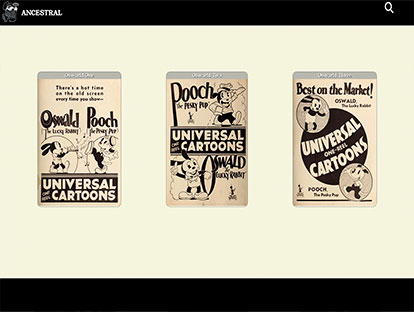 ANCESTRAL
There's a hot time
on the old screen
every time you show—
Oswald Pooch
The Lucky Rabbit The Pesky Pup
UNIVERSAL
ONE REEL
CARTOONS
Pooch
The Pesky Pup
UNIVERSAL
ONE REEL
CARTOONS
Oswald
The Lucky Rabbit
Best on the Market!
OSWALD,
The Lucky Rabbit
UNIVERSAL
ONE-REEL
CARTOONS
POOCH,
The Pesky Pup